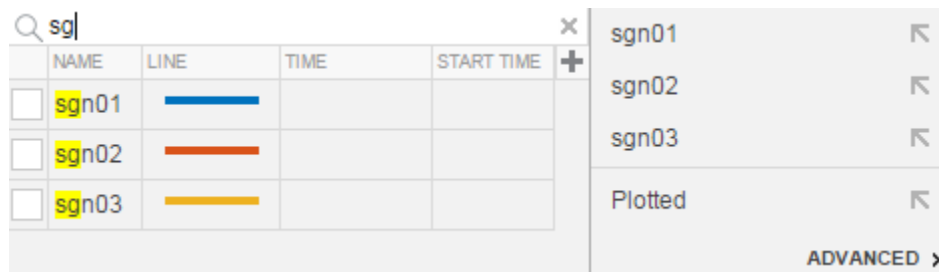 sg
NAME LINE TIME START TIME
sgn01
sgn02
sgn03
sgn01
sgn02
sgn03
Plotted
ADVANCED